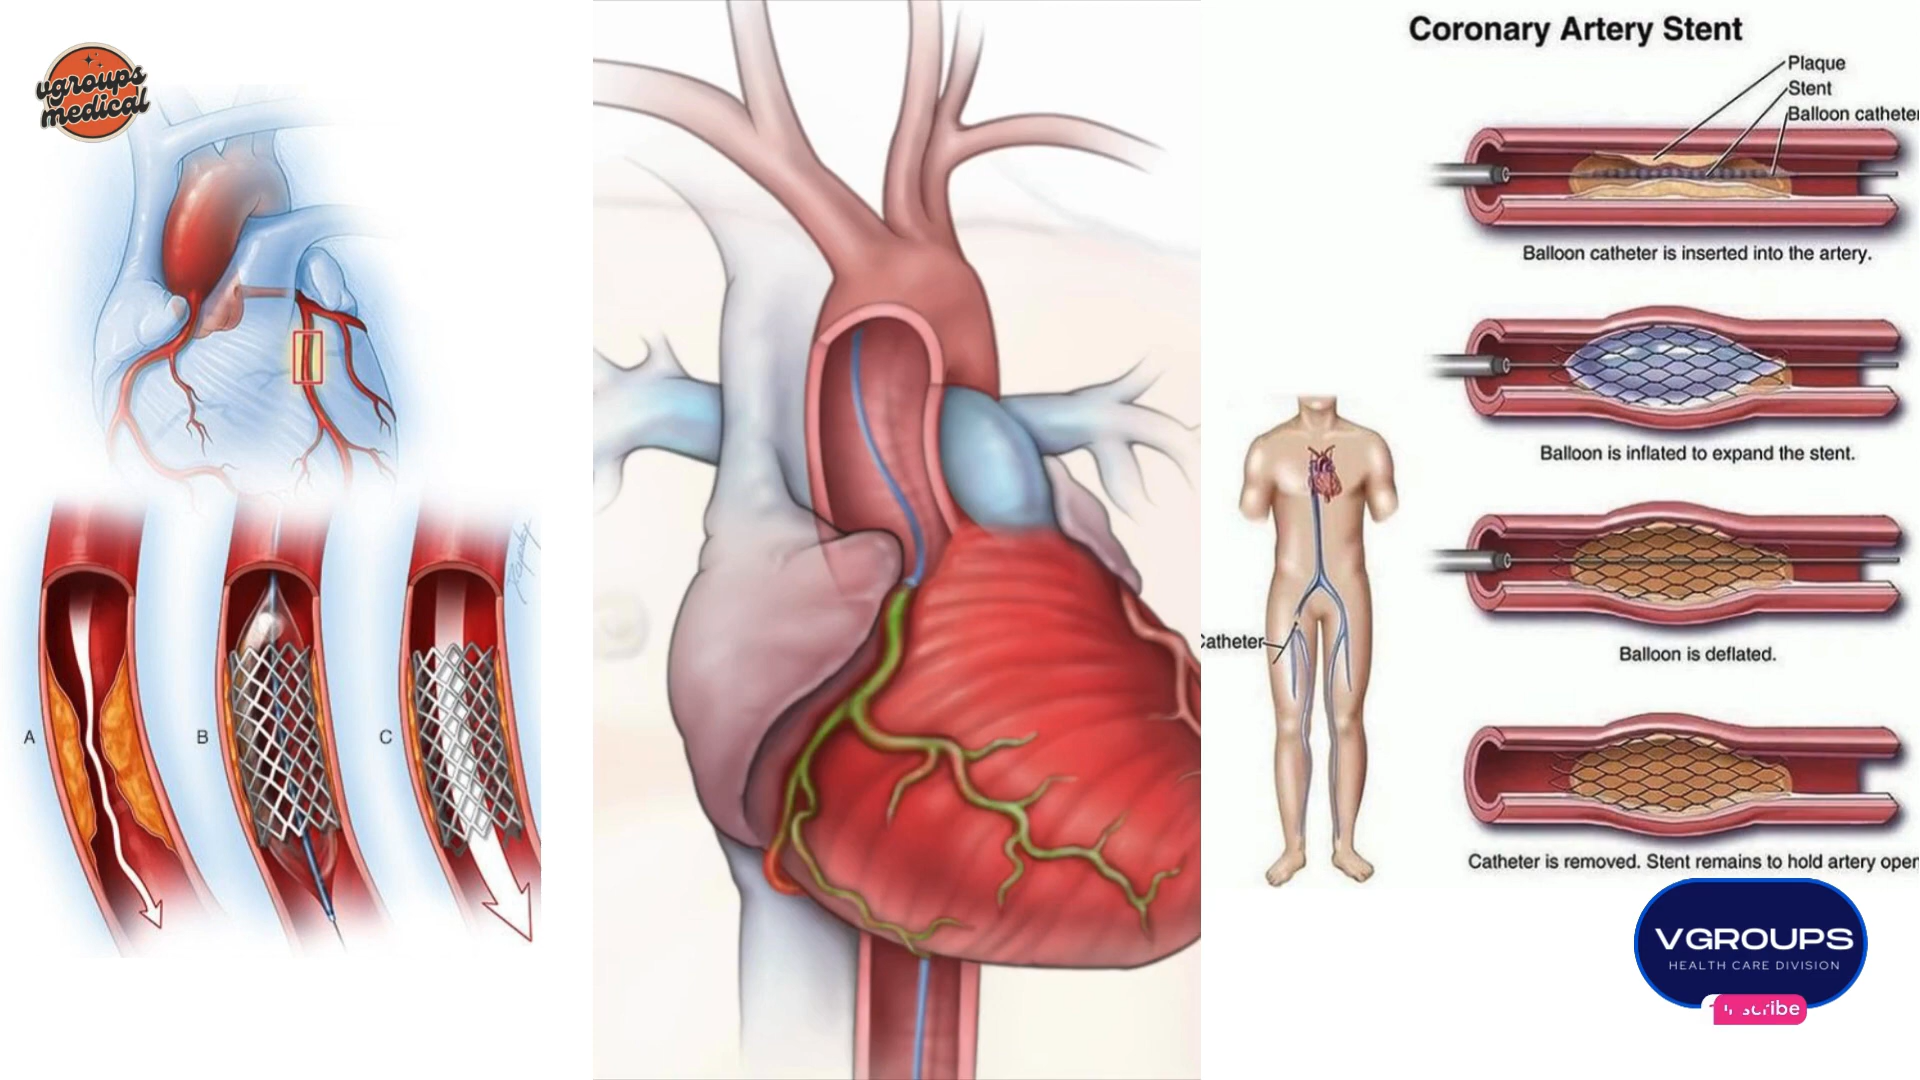 vgroups
medical
A
B
C
Coronary Artery Stent
Plaque
Stent
Balloon catheter
Balloon catheter is inserted into the artery.
Balloon is inflated to expand the stent.
Balloon is deflated.
Catheter
Catheter is removed. Stent remains to hold artery open
VGROUPS
HEALTH CARE DIVISION